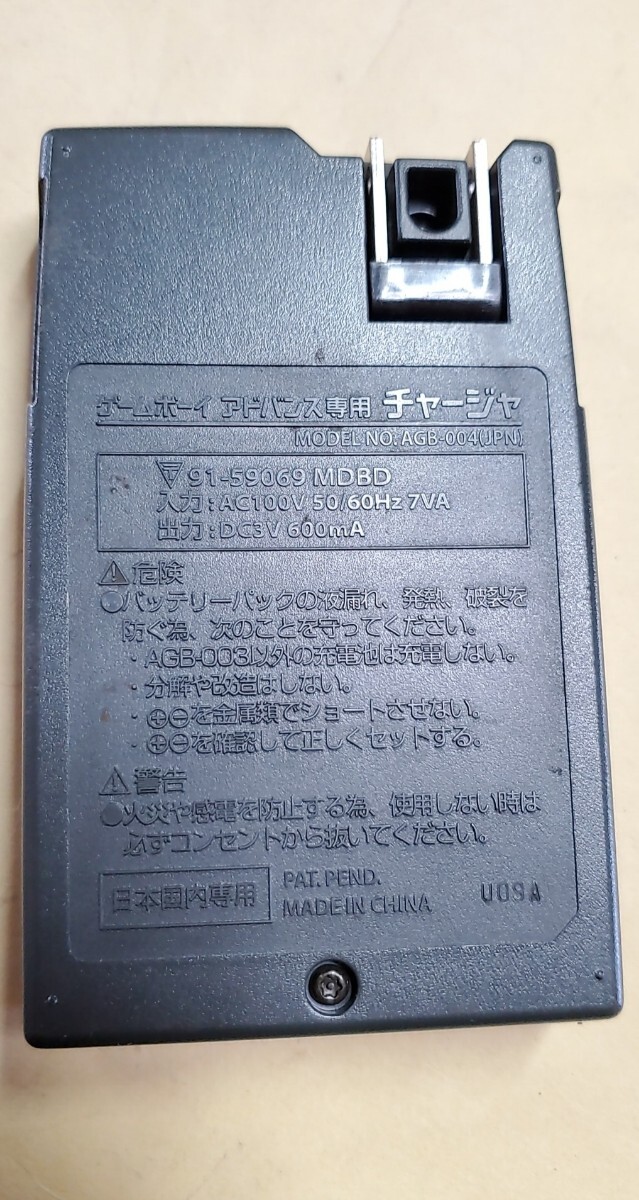 ゲームボーイ アドバンス専用 チャージャ
MODEL NO: AGB-004(JPN)
91-59069 MDBD
入力 : AC100V 50/60Hz 7VA
出力 : DC3V 600mA
危険
●バッテリーパックの液漏れ、発熱、破裂を
防ぐ為、次のことを守ってください。
・AGB-003以外の充電池は充電しない。
・分解や改造はしない。
・⊕⊖を金属類でショートさせない。
・⊕⊖を確認して正しくセットする。
警告
●火災や感電を防止する為、使用しない時は
必ずコンセントから抜いてください。
日本国内専用
PAT. PEND.
MADE IN CHINA
U09A